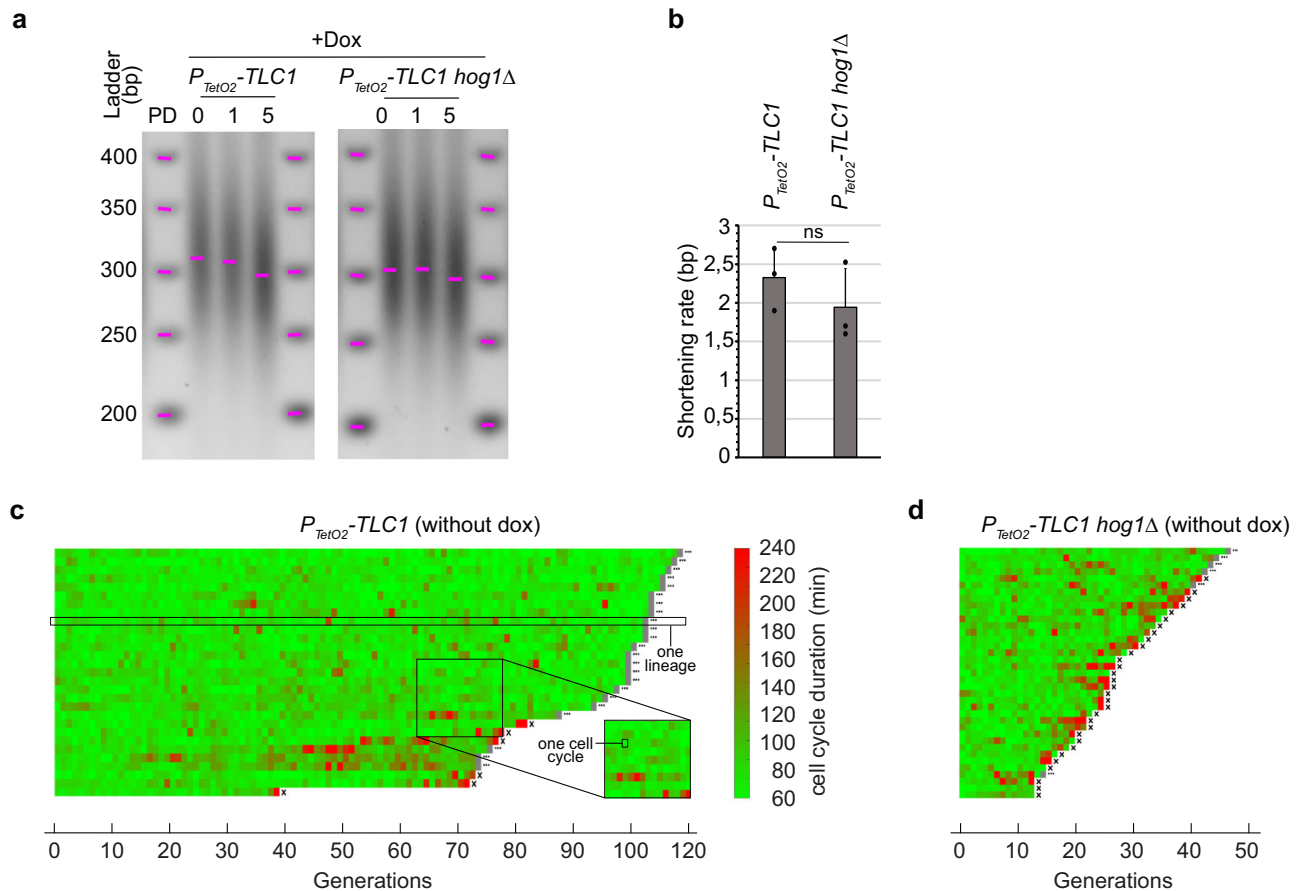 a
+Dox
P_TetO2-TLC1
P_TetO2-TLC1 hog1Δ
Ladder
(bp)
PD 0 1 5
0 1 5
400
350
300
250
200
b
P_TetO2-TLC1
P_TetO2-TLC1 hog1Δ
ns
Shortening rate (bp)
3
2,5
2
1,5
1
0,5
0
c
P_TetO2-TLC1 (without dox)
one
lineage
one cell
cycle
240
220
200
180
160
140
120
100
80
60
cell cycle duration (min)
0 10 20 30 40 50 60 70 80 90 100 110 120
Generations
d
P_TetO2-TLC1 hog1Δ (without dox)
0 10 20 30 40 50
Generations